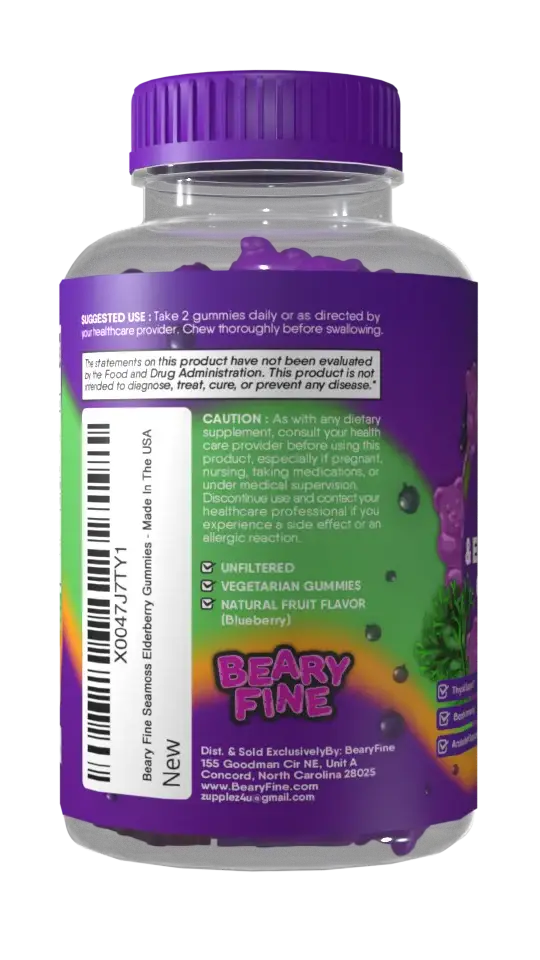 SUGGESTED USE : Take 2 gummies daily or as directed by
your healthcare provider. Chew thoroughly before swallowing.
The statements on this product have not been evaluated
by the Food and Drug Administration. This product is not
intended to diagnose, treat, cure, or prevent any disease.*
X0047J7TY1
Beary Fine Seamoss Elderberry Gummies - Made In The USA
New
CAUTION : As with any dietary
supplement, consult your health
care provider before using this
product, especially if pregnant,
nursing, taking medications, or
under medical supervision.
Discontinue use and contact your
healthcare professional if you
experience a side effect or an
allergic reaction.
UNFILTERED
VEGETARIAN GUMMIES
NATURAL FRUIT FLAVOR
(Blueberry)
BEARY
FINE
Dist. & Sold ExclusivelyBy: BearyFine
155 Goodman Cir NE, Unit A
Concord, North Carolina 28025
www.BearyFine.com
zupplez4u@gmail.com